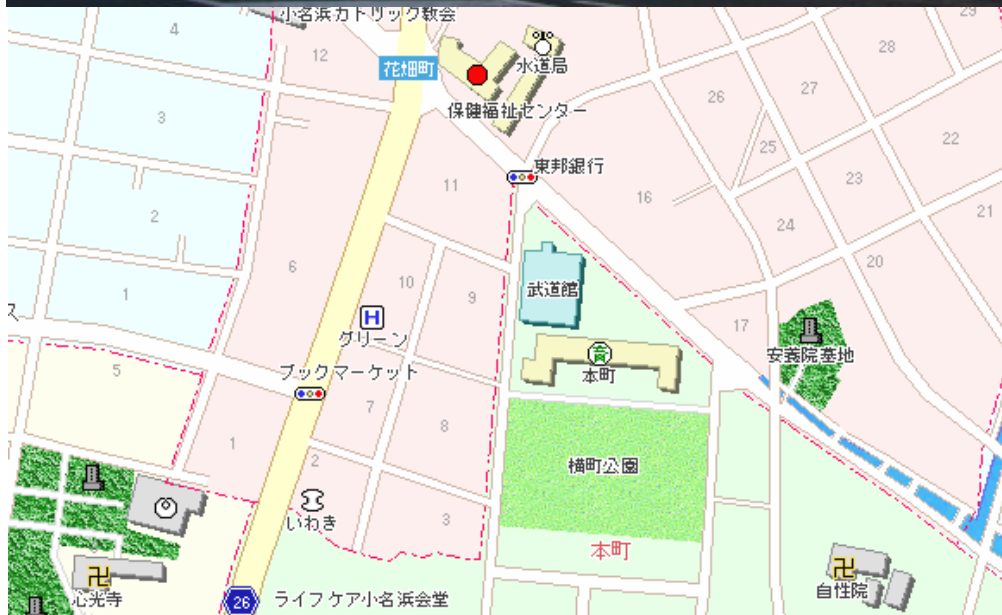 小名浜カトリック教会
4
12
29
花畑町
水道局
28
保健福祉センター
3
26
27
22
25
東邦銀行
11
16
23
2
24
21
6
20
1
10
9
武道館
17
グリーン
安養院墓地
ス
本町
5
ブックマーケット
7
8
1
2
横町公園
いわき
3
本町
心光寺
自性院
26
ライフケア小名浜会堂